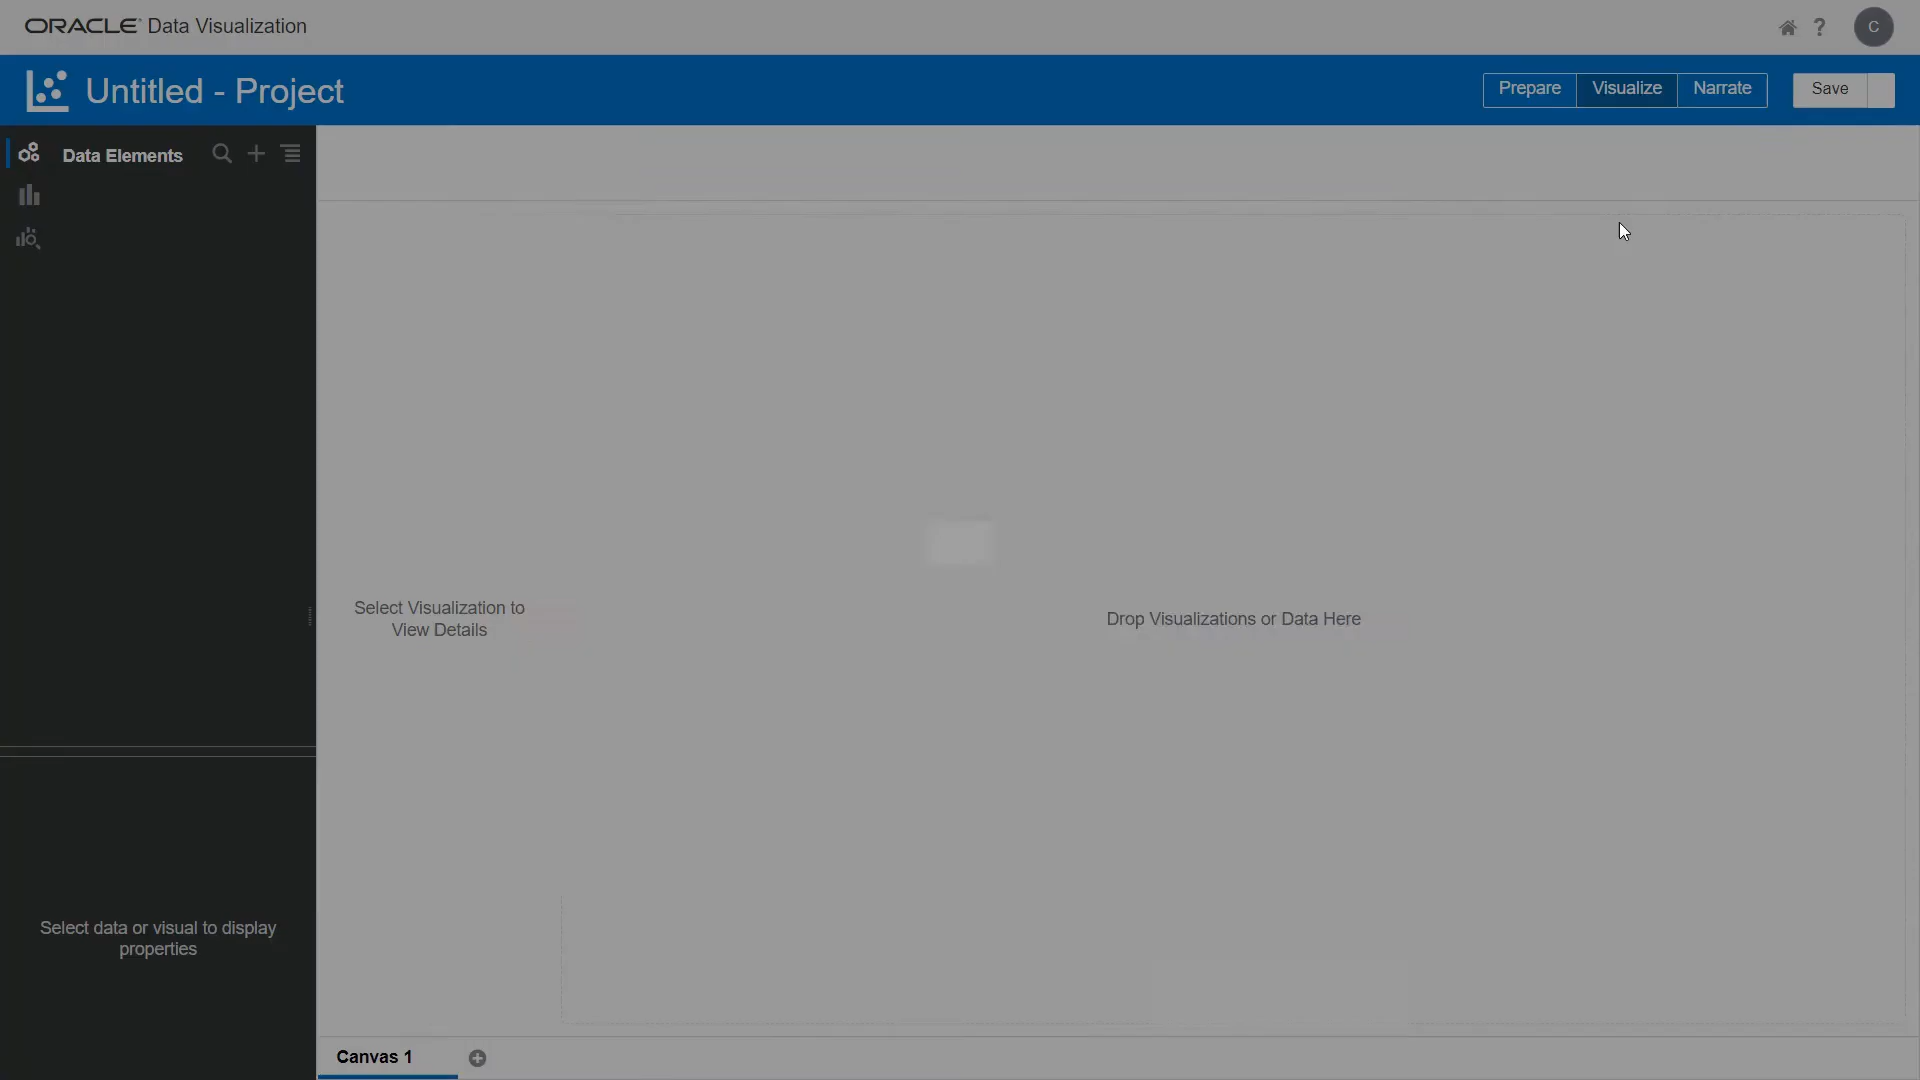 ORACLE Data Visualization
?
C
Untitled - Project
Prepare
Visualize
Narrate
Save
Data Elements
Select Visualization to
View Details
Drop Visualizations or Data Here
Select data or visual to display
properties
Canvas 1